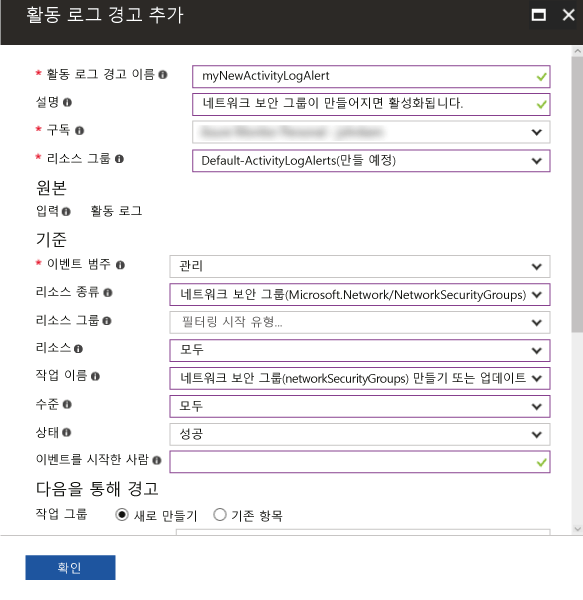 활동 로그 경고 추가
* 활동 로그 경고 이름 myNewActivityLogAlert
설명 네트워크 보안 그룹이 만들어지면 활성화됩니다.
* 구독
* 리소스 그룹 Default-ActivityLogAlerts(만들 예정)
원본
입력 활동 로그
기준
* 이벤트 범주 관리
리소스 종류 네트워크 보안 그룹(Microsoft.Network/NetworkSecurityGroups)
리소스 그룹 필터링 시작 유형...
리소스 모두
작업 이름 네트워크 보안 그룹(networkSecurityGroups) 만들기 또는 업데이트
수준 모두
상태 성공
이벤트를 시작한 사람
다음을 통해 경고
작업 그룹 새로 만들기 기존 항목
확인